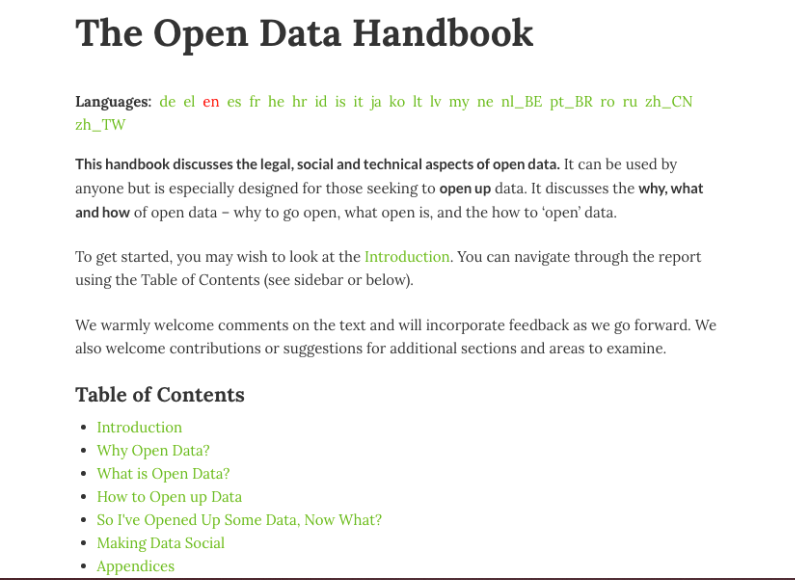 The Open Data Handbook
Languages: de el en es fr he hr id is it ja ko lt lv my ne nl_BE pt_BR ro ru zh_CN
zh_TW
This handbook discusses the legal, social and technical aspects of open data. It can be used by
anyone but is especially designed for those seeking to open up data. It discusses the why, what
and how of open data – why to go open, what open is, and the how to ‘open’ data.
To get started, you may wish to look at the Introduction. You can navigate through the report
using the Table of Contents (see sidebar or below).
We warmly welcome comments on the text and will incorporate feedback as we go forward. We
also welcome contributions or suggestions for additional sections and areas to examine.
Table of Contents
• Introduction
• Why Open Data?
• What is Open Data?
• How to Open up Data
• So I've Opened Up Some Data, Now What?
• Making Data Social
• Appendices